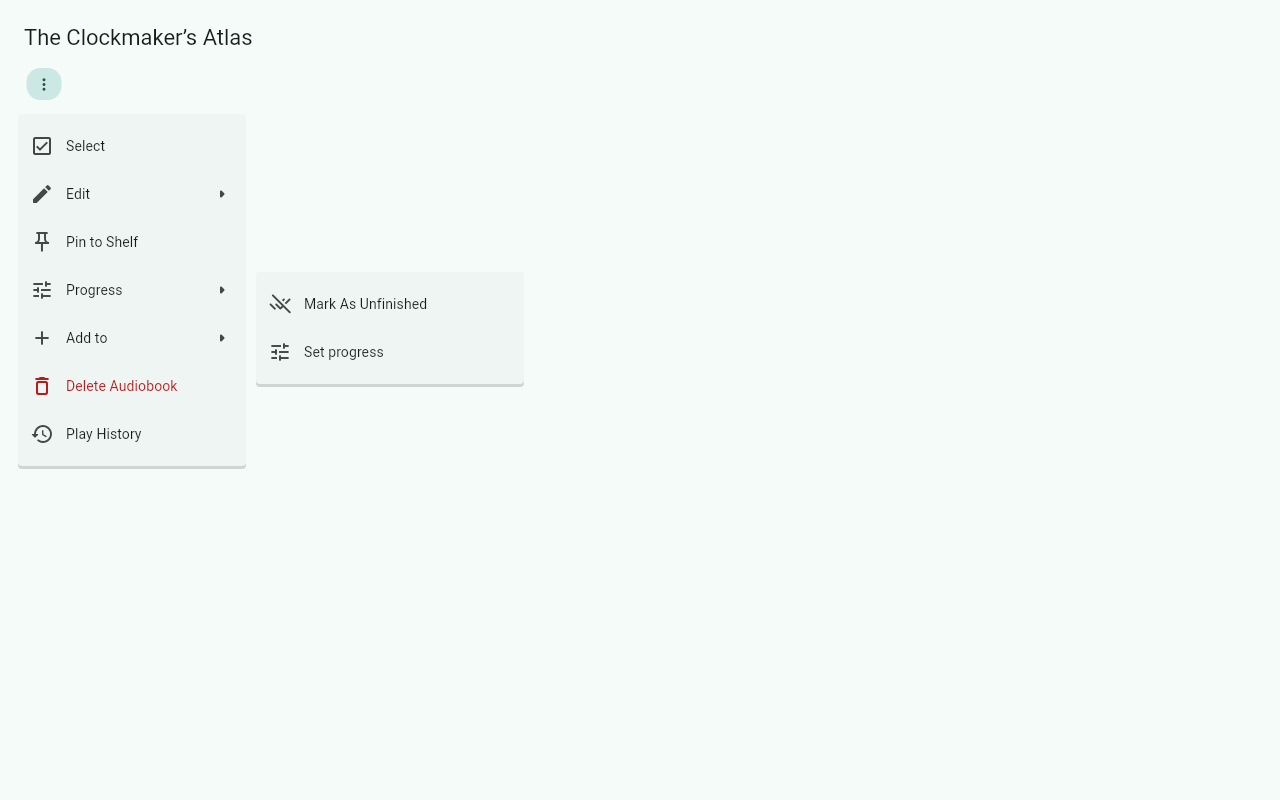 The Clockmaker’s Atlas
Select
Edit
Pin to Shelf
Progress
Add to
Delete Audiobook
Play History
Mark As Unfinished
Set progress